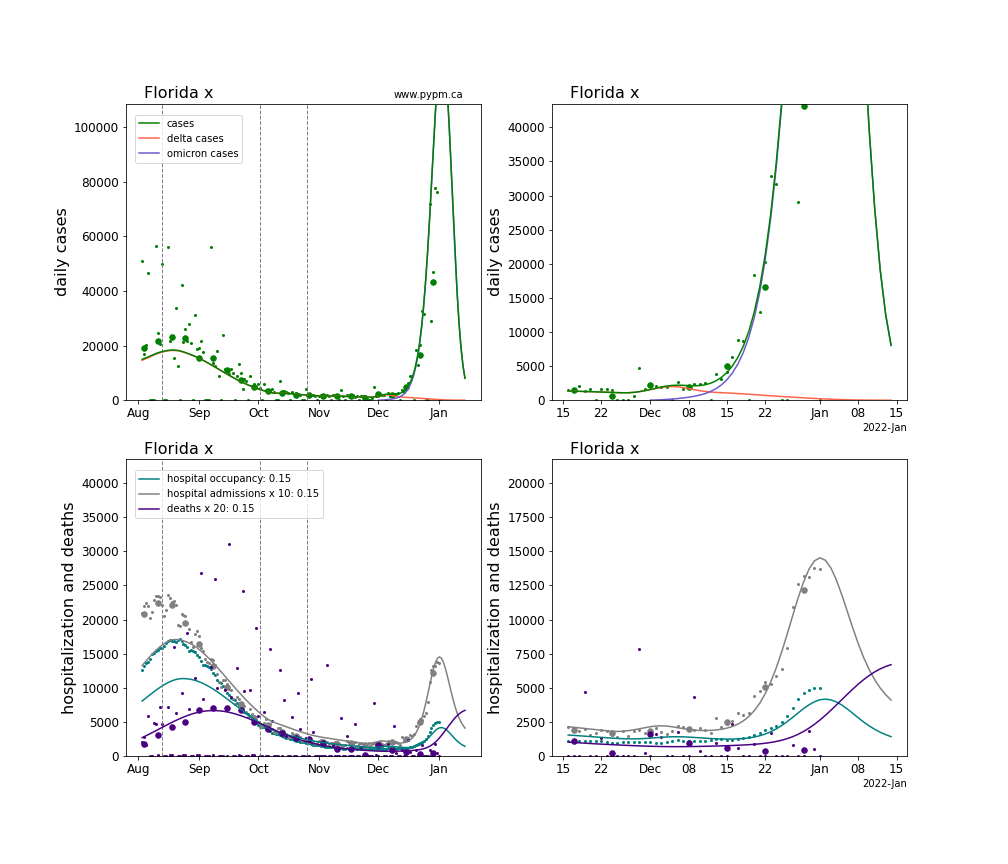 Florida x
www.pypm.ca
Florida x
daily cases
100000
80000
60000
40000
20000
0
cases
delta cases
omicron cases
Aug
Sep
Oct
Nov
Dec
Jan
daily cases
40000
35000
30000
25000
20000
15000
10000
5000
0
15
22
Dec
08
15
22
Jan
08
15
2022-Jan
Florida x
Florida x
hospitalization and deaths
40000
35000
30000
25000
20000
15000
10000
5000
0
hospital occupancy: 0.15
hospital admissions x 10: 0.15
deaths x 20: 0.15
Aug
Sep
Oct
Nov
Dec
Jan
hospitalization and deaths
20000
17500
15000
12500
10000
7500
5000
2500
0
15
22
Dec
08
15
22
Jan
08
15
2022-Jan